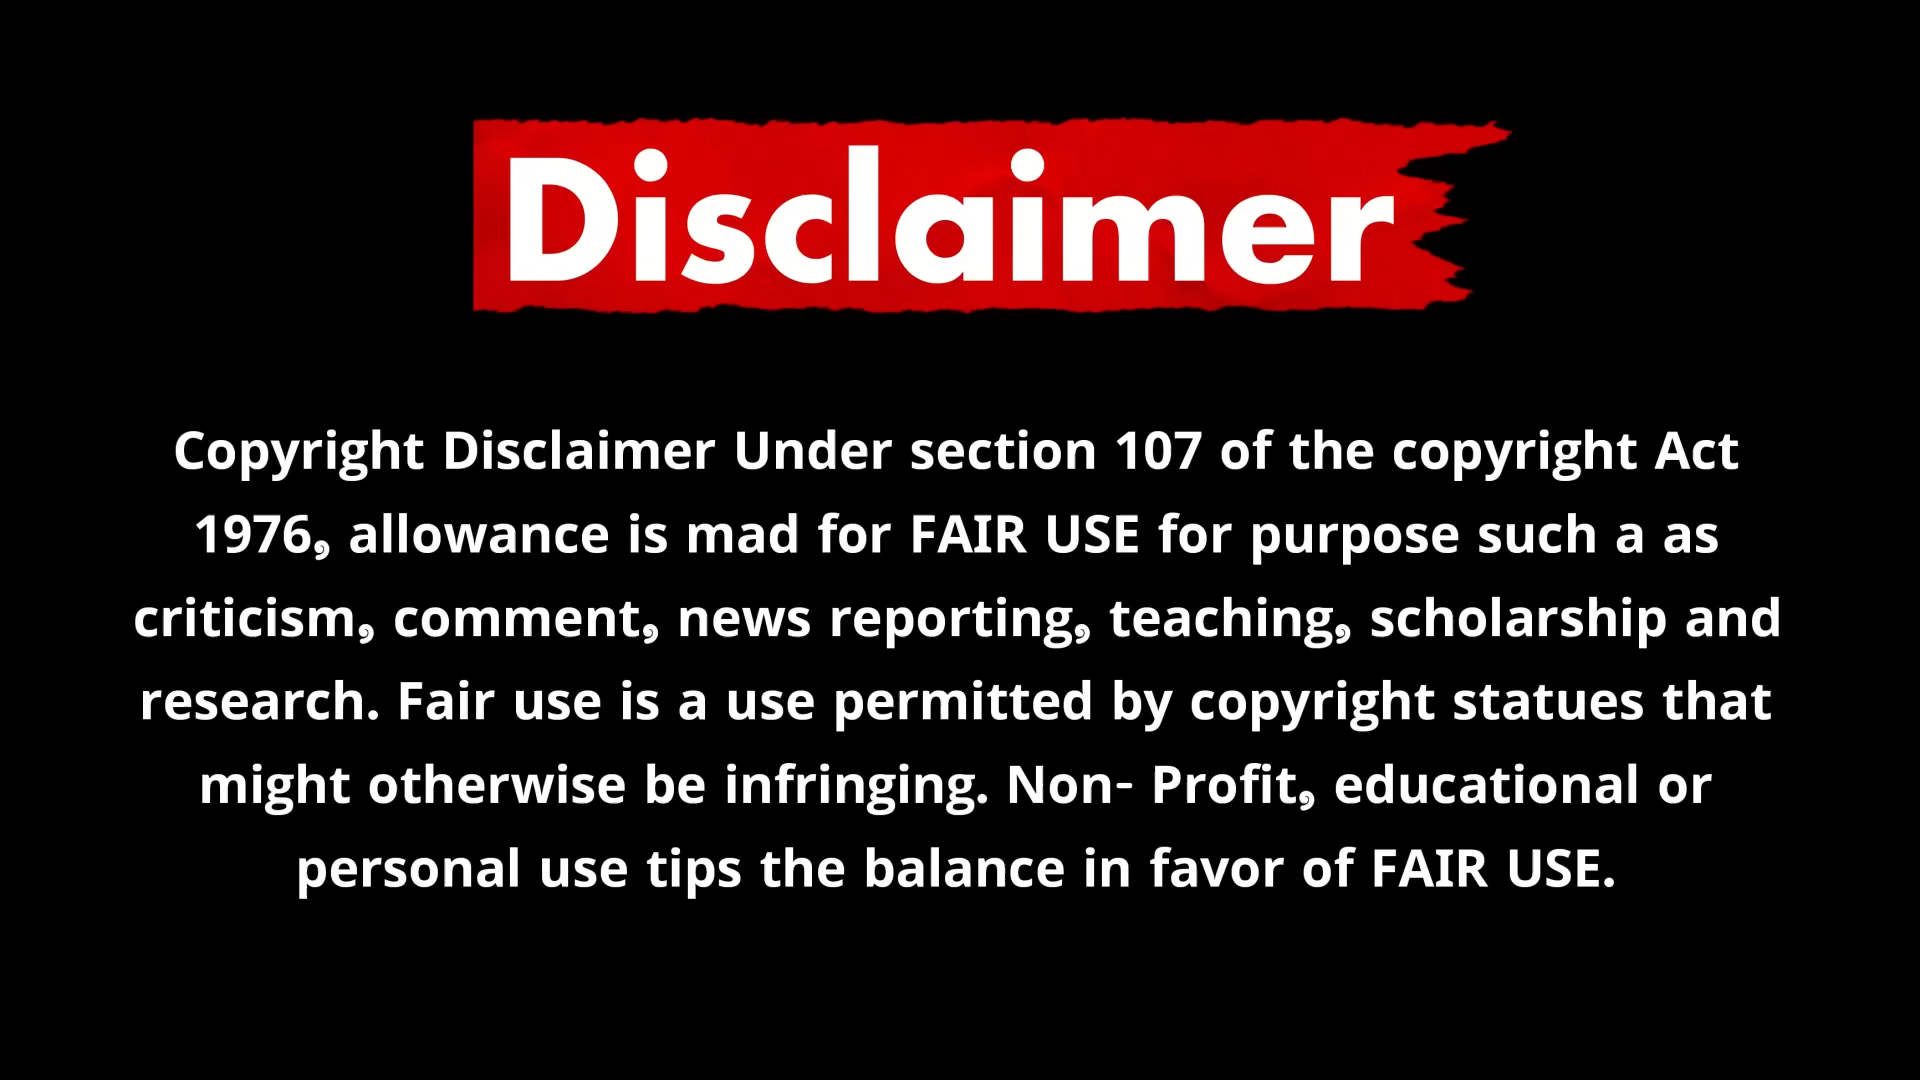 Disclaimer
Copyright Disclaimer Under section 107 of the copyright Act
1976, allowance is mad for FAIR USE for purpose such a as
criticism, comment, news reporting, teaching, scholarship and
research. Fair use is a use permitted by copyright statues that
might otherwise be infringing. Non- Profit, educational or
personal use tips the balance in favor of FAIR USE.